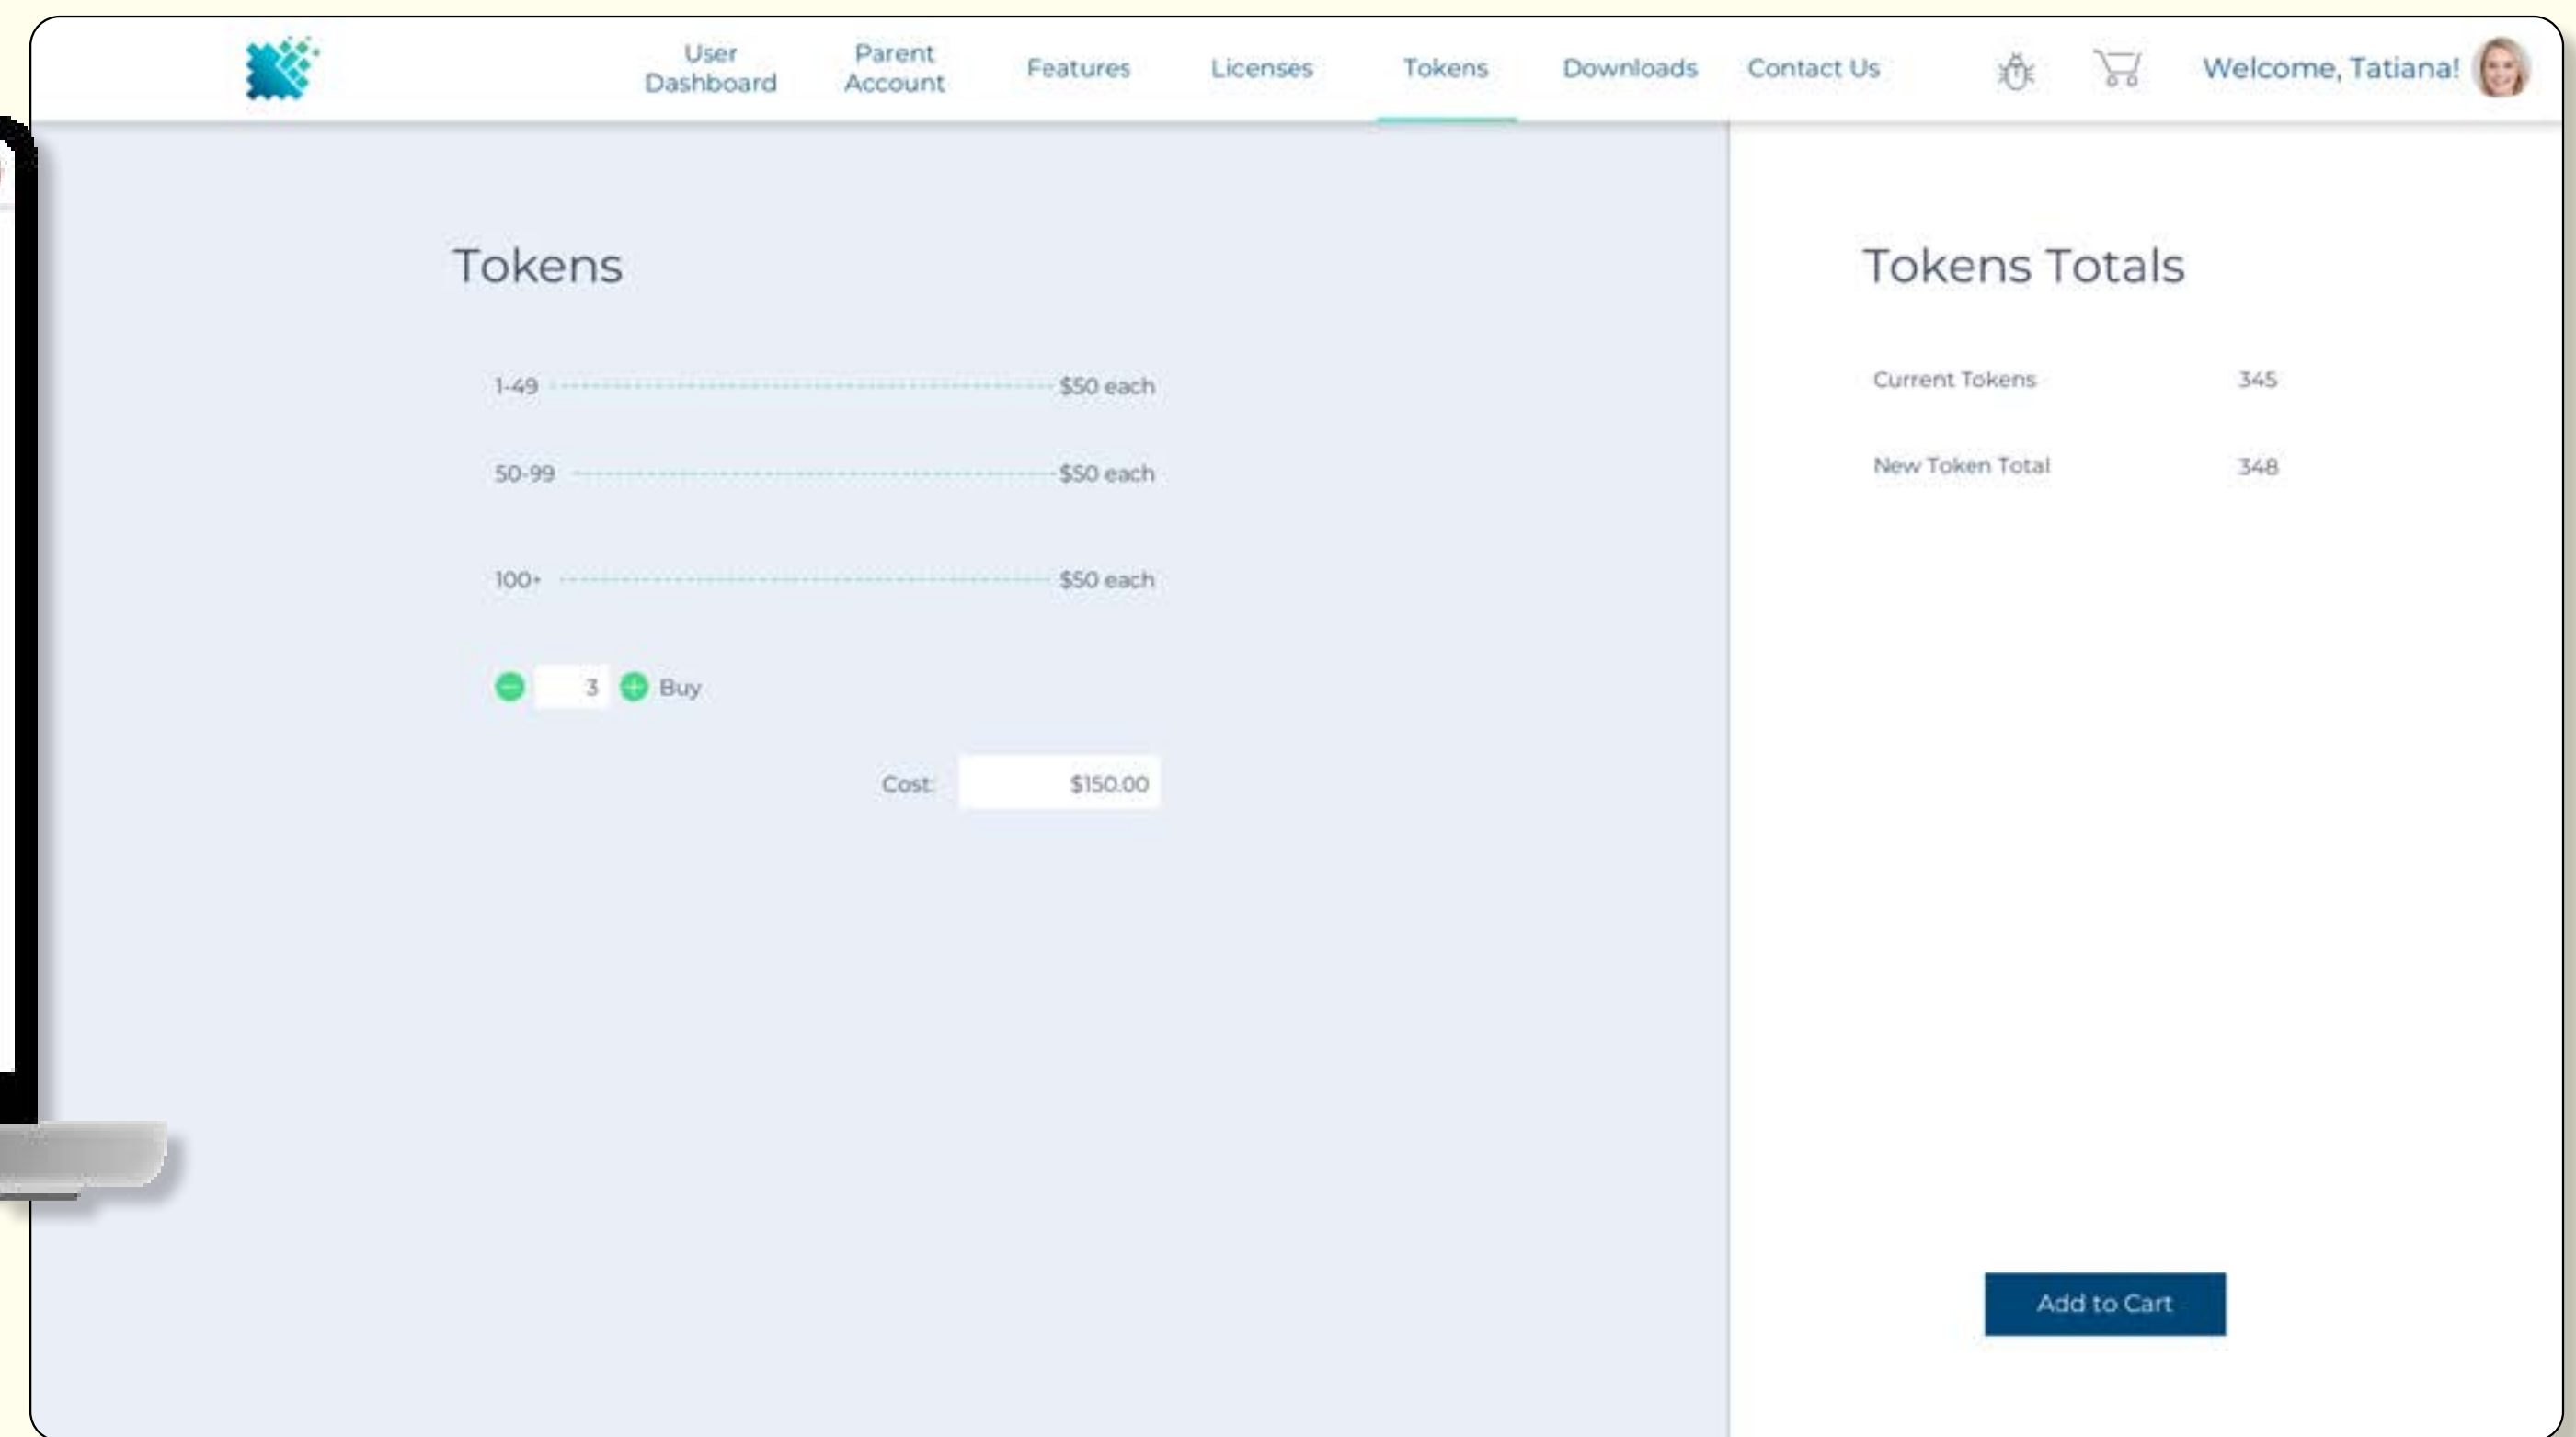 User
Dashboard
Parent
Account
Features
Licenses
Tokens
Downloads
Contact Us
Welcome, Tatiana!
Tokens
1-49 $50 each
50-99 $50 each
100+ $50 each
3 Buy
Cost: $150.00
Tokens Totals
Current Tokens 345
New Token Total 348
Add to Cart